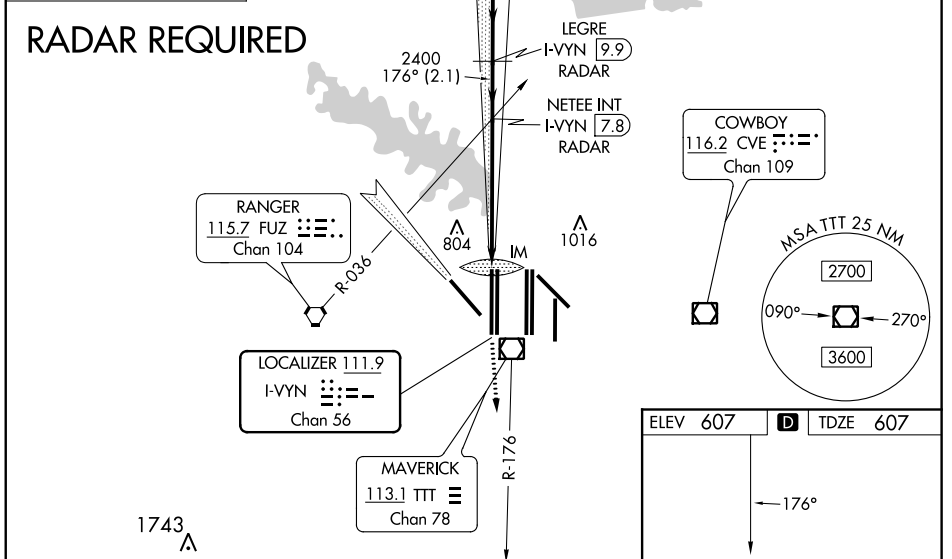 RADAR REQUIRED
LEGRE
I-VYN 9.9
RADAR
2400
176° (2.1)
NETEE INT
I-VYN 7.8
RADAR
COWBOY
116.2 CVE
Chan 109
RANGER
115.7 FUZ
Chan 104
R-036
804
1016
IM
MSA TTT 25 NM
2700
090°
270°
3600
LOCALIZER 111.9
I-VYN
Chan 56
MAVERICK
113.1 TTT
Chan 78
R-176
1743
ELEV 607
D
TDZE 607
176°